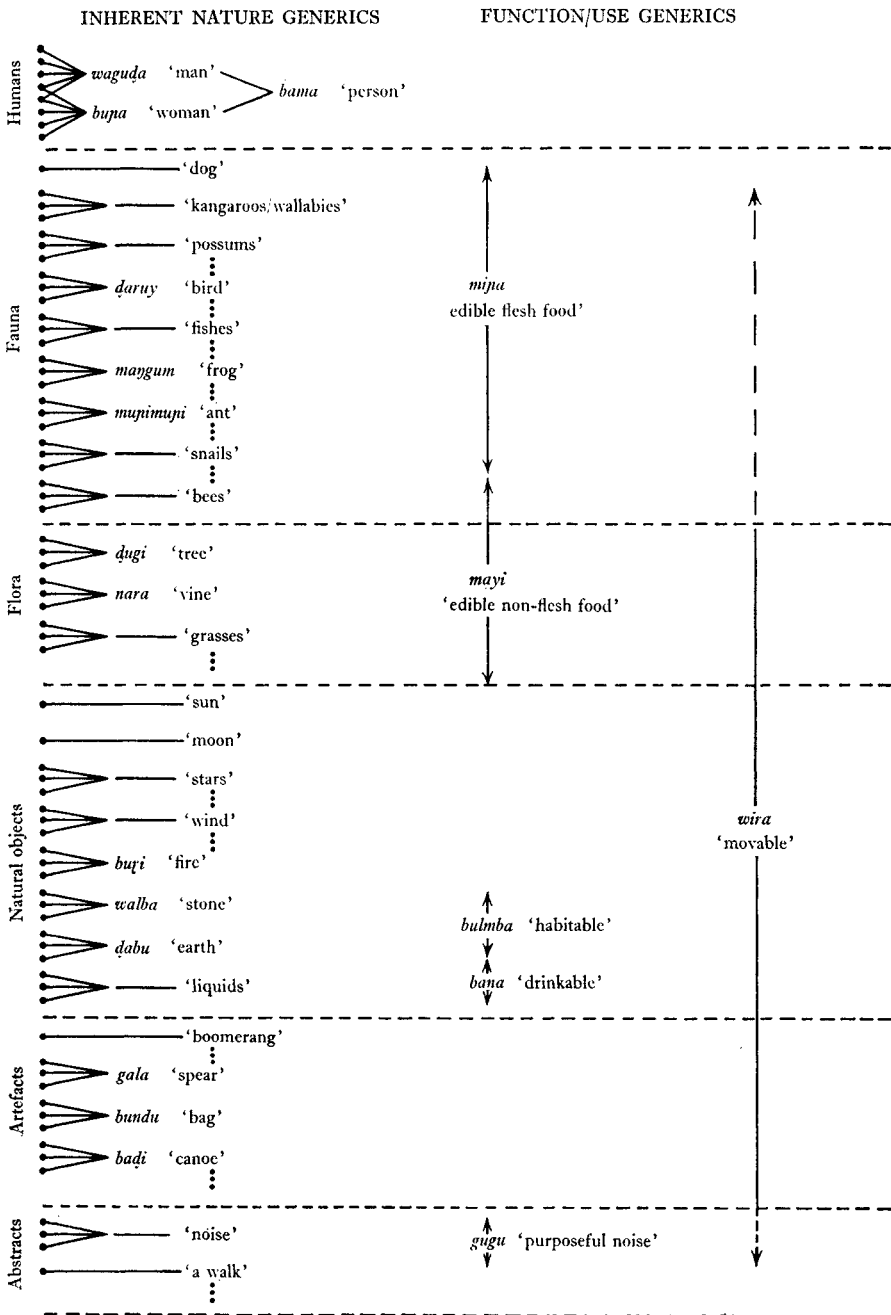 INHERENT NATURE GENERICS FUNCTION/USE GENERICS
Humans
waguḍa ‘man’
bama ‘person’
buɲa ‘woman’
Fauna
‘dog’
‘kangaroos/wallabies’
‘possums’
ḍaruy ‘bird’
miɲa
edible flesh food’
‘fishes’
maŋgum ‘frog’
muɲimuɲi ‘ant’
‘snails’
‘bees’
Flora
ḍugi ‘tree’
nara ‘vine’
mayi
‘edible non-flesh food’
‘grasses’
Natural objects
‘sun’
‘moon’
‘stars’
‘wind’
wira
‘movable’
buṛi ‘fire’
walba ‘stone’
bulmba ‘habitable’
ḍabu ‘earth’
‘liquids’
bana ‘drinkable’
Artefacts
‘boomerang’
gala ‘spear’
bundu ‘bag’
baḍi ‘canoe’
Abstracts
‘noise’
gugu ‘purposeful noise’
‘a walk’